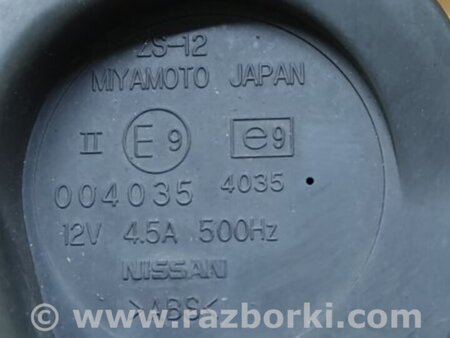 ZS-12
MIYAMOTO JAPAN
II E9 e9
004035 4035
12V 4.5A 500Hz
NISSAN
>ABS<
www.razborki.com